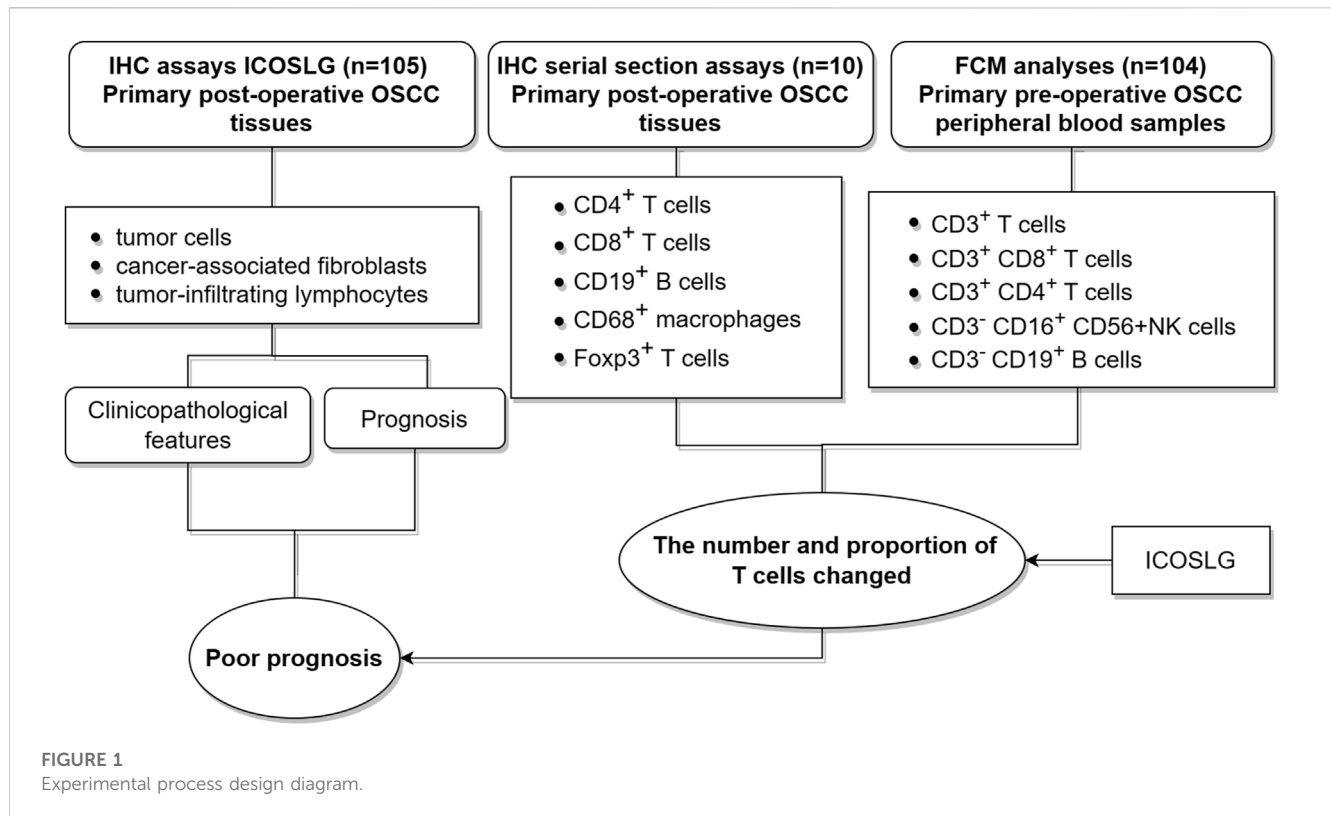 IHC assays ICOSLG (n=105)
Primary post-operative OSCC
tissues
IHC serial section assays (n=10)
Primary post-operative OSCC
tissues
FCM analyses (n=104)
Primary pre-operative OSCC
peripheral blood samples
• tumor cells
• cancer-associated fibroblasts
• tumor-infiltrating lymphocytes
• CD4⁺ T cells
• CD8⁺ T cells
• CD19⁺ B cells
• CD68⁺ macrophages
• Foxp3⁺ T cells
• CD3⁺ T cells
• CD3⁺ CD8⁺ T cells
• CD3⁺ CD4⁺ T cells
• CD3⁻ CD16⁺ CD56+NK cells
• CD3⁻ CD19⁺ B cells
Clinicopathological
features
Prognosis
The number and proportion of
T cells changed
ICOSLG
Poor prognosis
FIGURE 1
Experimental process design diagram.